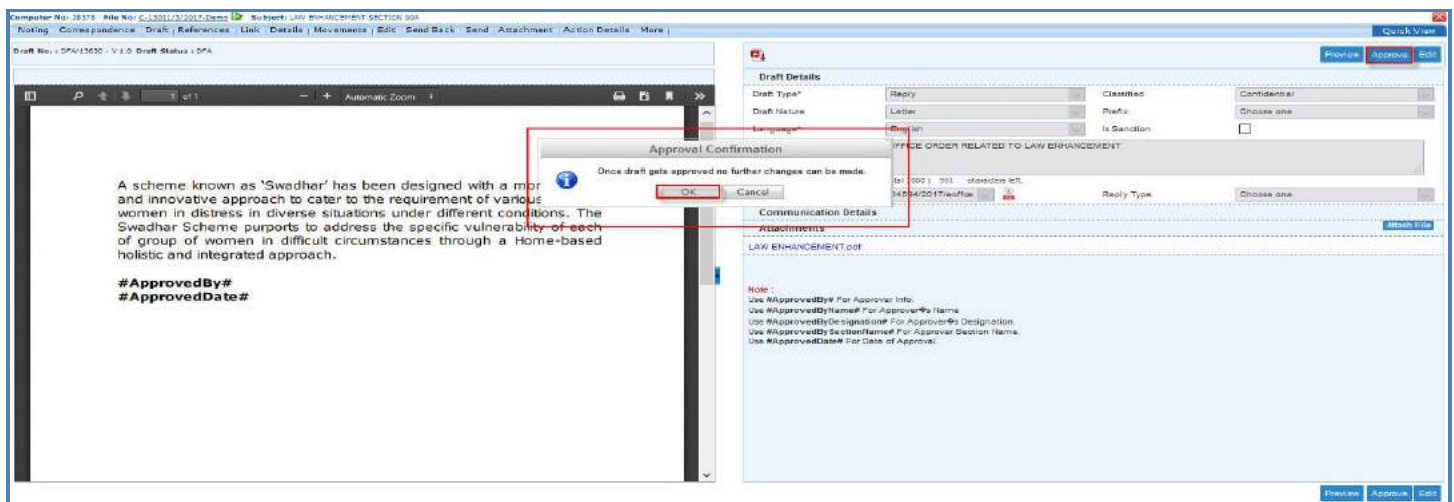 Computer No: 28378 File No: C-13011/3/2017-Demo Subject: LAW ENHANCEMENT SECTION 90A
Noting | Correspondence | Draft | References | Link | Details | Movements | Edit | Send Back | Send | Attachment | Action Details | More |
Quick View
Draft No. : DFA/13630 - V 1.0 Draft Status : DFA
Preview Approve Edit
Draft Details
1 of 1
Automatic Zoom
Draft Type* Reply Classified Confidential
Draft Nature Letter Prefix Choose one
Language* English Is Sanction
OFFICE ORDER RELATED TO LAW ENHANCEMENT
characters left.
Reply Type Choose one
Approval Confirmation
Once draft gets approved no further changes can be made.
OK Cancel
Communication Details
Attachments
Attach File
LAW ENHANCEMENT.pdf
A scheme known as 'Swadhar' has been designed with a
and innovative approach to cater to the requirement of various
women in distress in diverse situations under different conditions. The
Swadhar Scheme purports to address the specific vulnerability of each
of group of women in difficult circumstances through a Home-based
holistic and integrated approach.
#ApprovedBy#
#ApprovedDate#
Note :
Use #ApprovedBy# For Approver Info.
Use #ApprovedByName# For Approver�s Name
Use #ApprovedByDesignation# For Approver�s Designation.
Use #ApprovedBySectionName# For Approver Section Name.
Use #ApprovedDate# For Date of Approval.
Preview Approve Edit